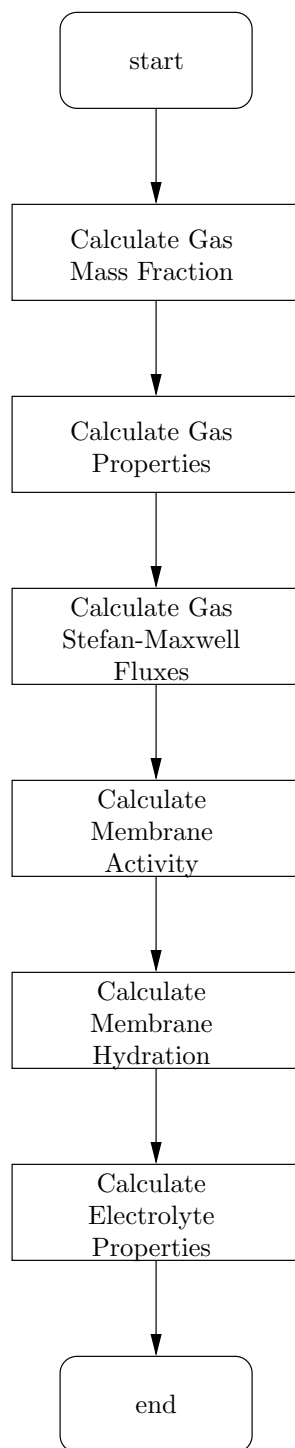 start
Calculate Gas
Mass Fraction
Calculate Gas
Properties
Calculate Gas
Stefan-Maxwell
Fluxes
Calculate
Membrane
Activity
Calculate
Membrane
Hydration
Calculate
Electrolyte
Properties
end